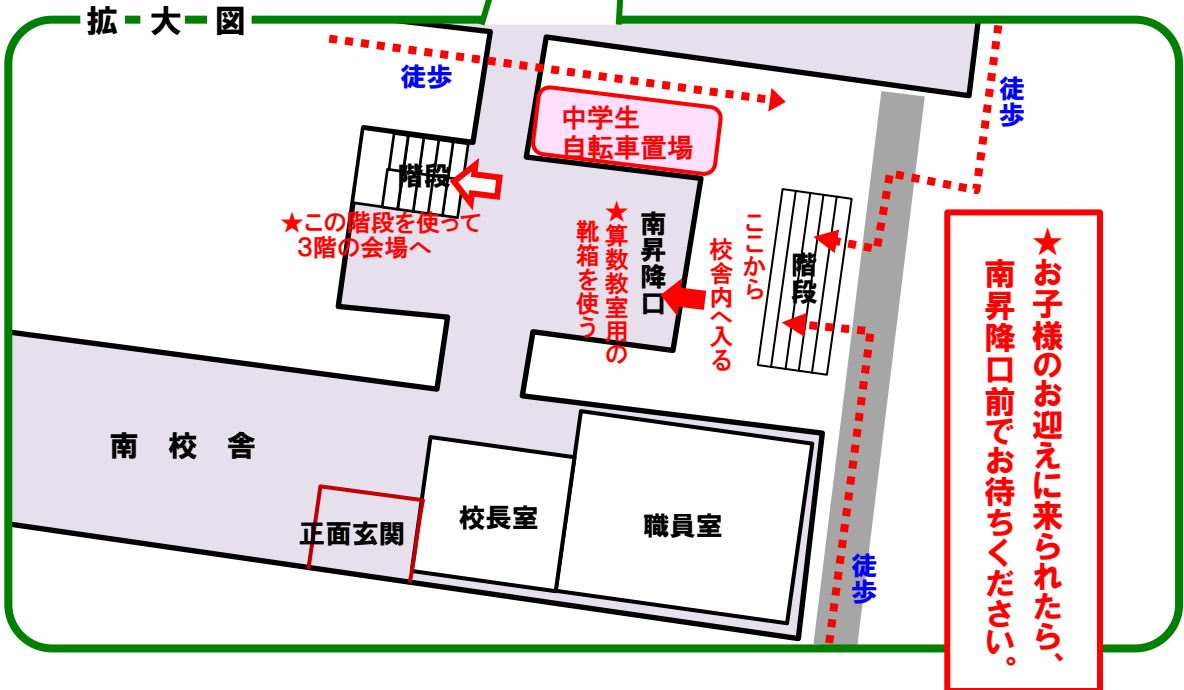 拡大図
徒歩
徒歩
中学生
自転車置場
階段
★この階段を使って
3階の会場へ
南昇降口
★算数教室用の
靴箱を使う
ここから
校舎内へ入る
階段
★お子様のお迎えに来られたら、
南昇降口前でお待ちください。
南校舎
正面玄関
校長室
職員室
徒歩